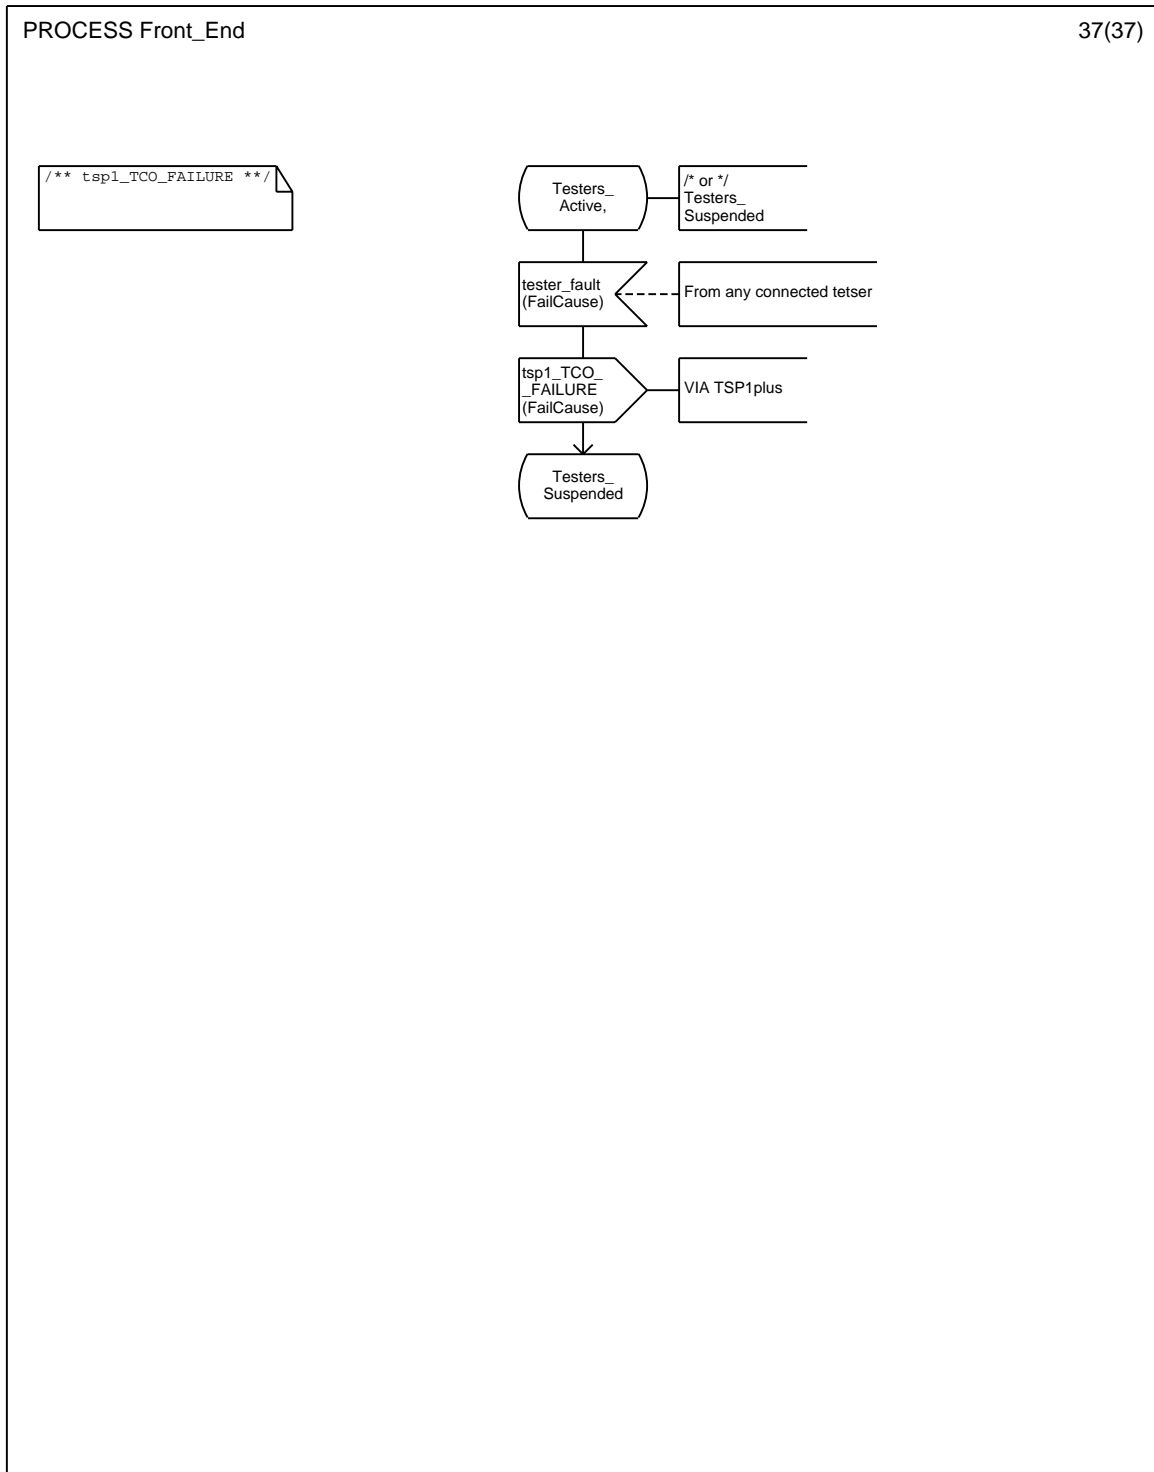 PROCESS Front_End
37(37)
/** tsp1_TCO_FAILURE **/
Testers_
Active,
/* or */
Testers_
Suspended
tester_fault
(FailCause)
From any connected tetser
tsp1_TCO_
_FAILURE
(FailCause)
VIA TSP1plus
Testers_
Suspended